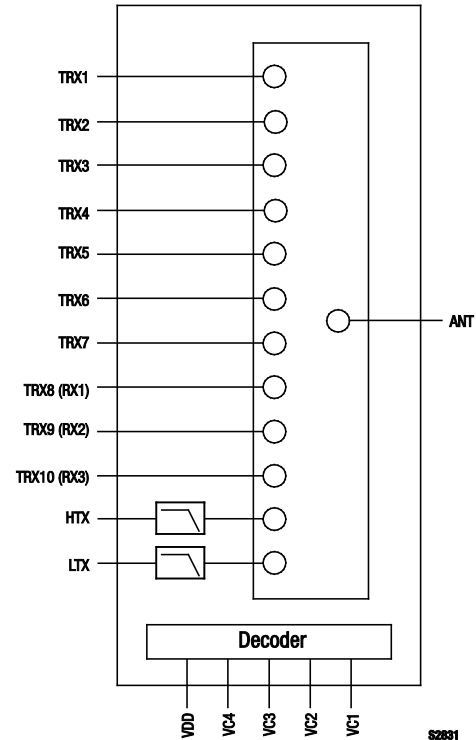 TRX1
TRX2
TRX3
TRX4
TRX5
TRX6
ANT
TRX7
TRX8 (RX1)
TRX9 (RX2)
TRX10 (RX3)
HTX
LTX
Decoder
VDD
VC4
VC3
VC2
VC1
S2831